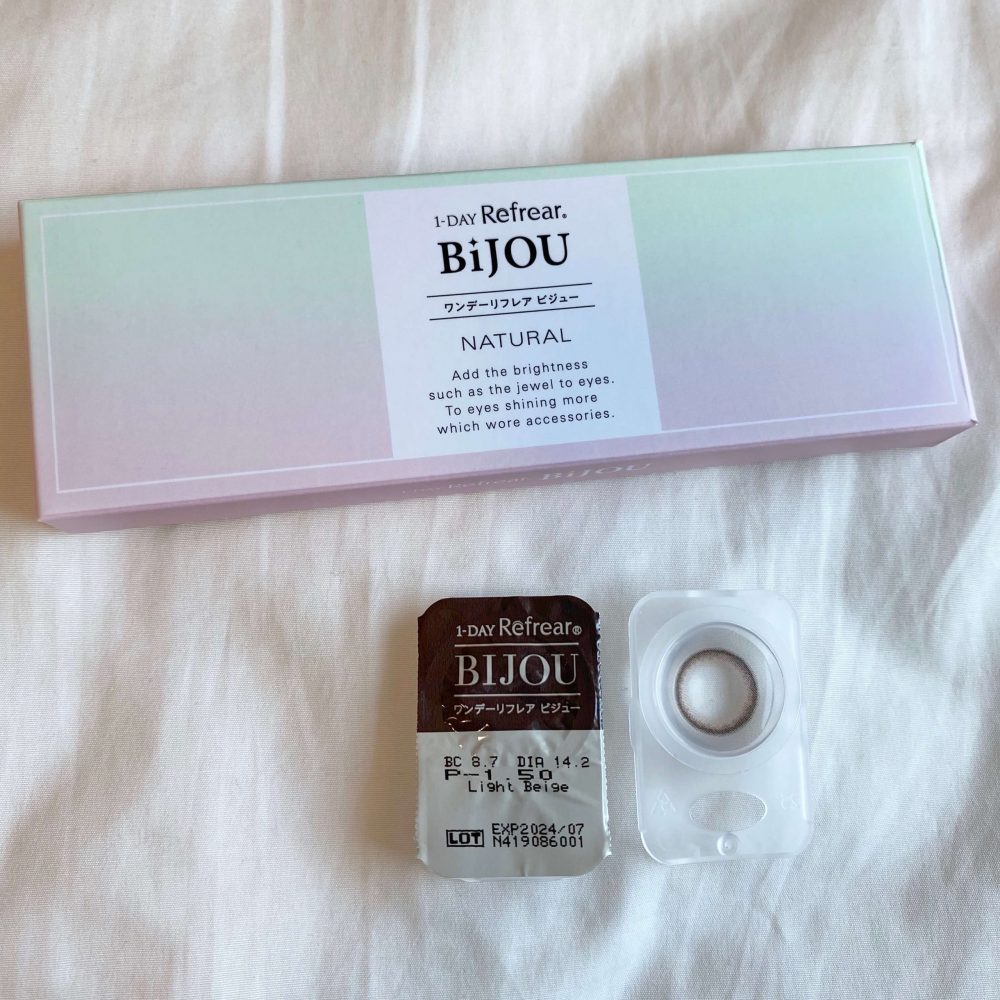 1-DAY Refrear®
BiJOU
ワンデーリフレア ビジュー
NATURAL
Add the brightness
such as the jewel to eyes.
To eyes shining more
which wore accessories.
Refrear BiJOU
1-DAY Refrear®
BIJOU
ワンデーリフレア ビジュー
BC 8.7 DIA 14.2
P-1.50
Light Beige
LOT EXP2024/07
N419086001